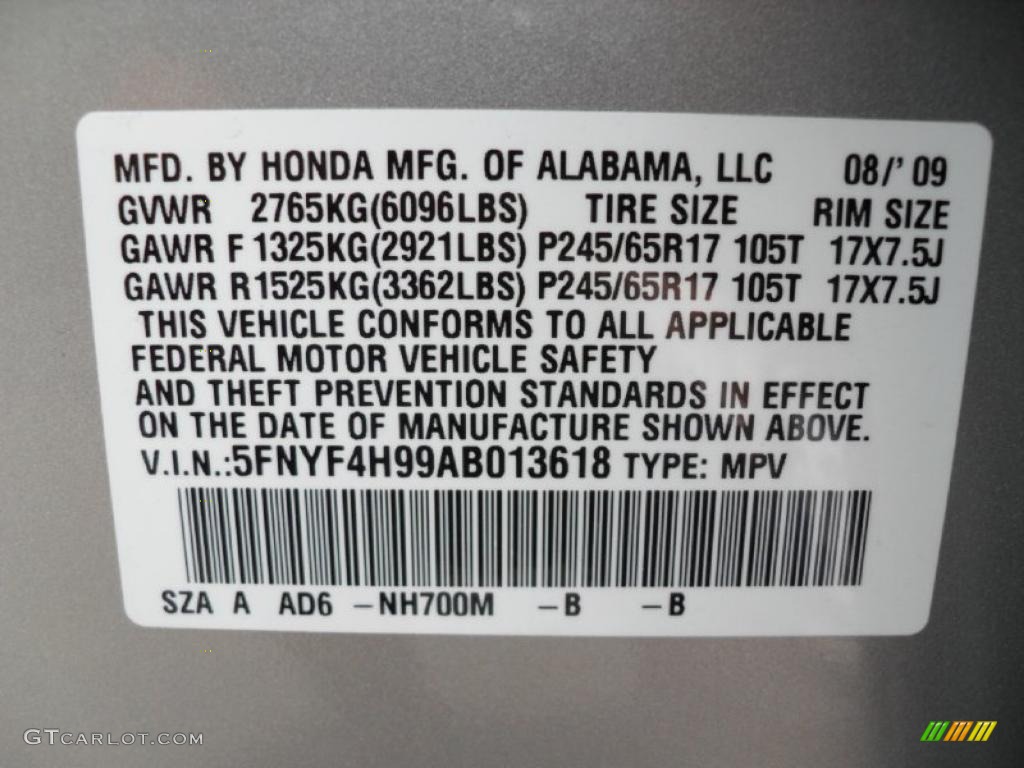 MFD. BY HONDA MFG. OF ALABAMA, LLC 08/' 09
GVWR 2765KG(6096LBS) TIRE SIZE RIM SIZE
GAWR F 1325KG(2921LBS) P245/65R17 105T 17X7.5J
GAWR R 1525KG(3362LBS) P245/65R17 105T 17X7.5J
THIS VEHICLE CONFORMS TO ALL APPLICABLE
FEDERAL MOTOR VEHICLE SAFETY
AND THEFT PREVENTION STANDARDS IN EFFECT
ON THE DATE OF MANUFACTURE SHOWN ABOVE.
V.I.N.:5FNYF4H99AB013618 TYPE: MPV
SZA A AD6 -NH700M -B -B
GTCARLOT.COM